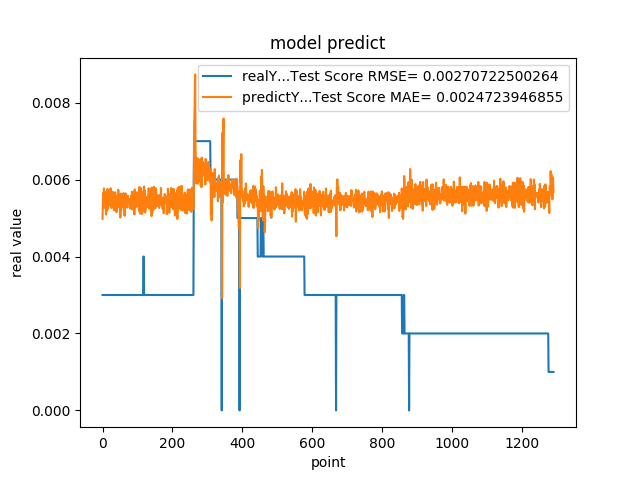 model predict
realY...Test Score RMSE= 0.00270722500264
predictY...Test Score MAE= 0.0024723946855
0.008
0.006
0.004
0.002
0.000
real value
0 200 400 600 800 1000 1200
point